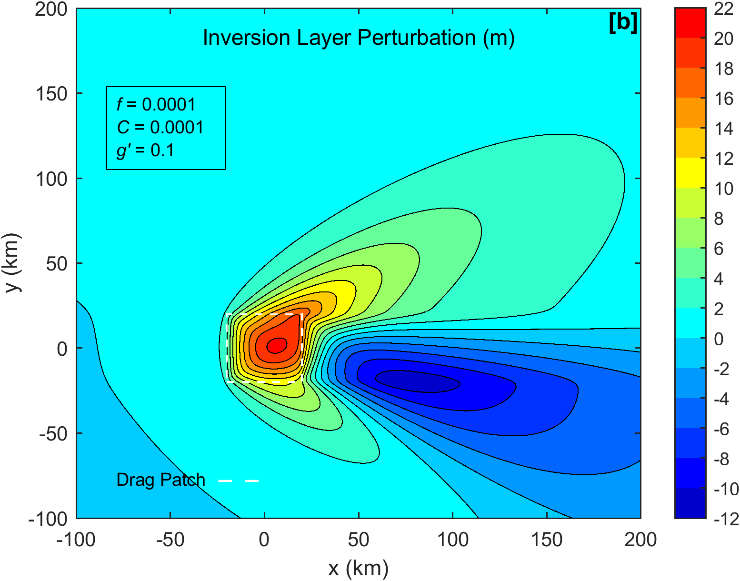 [b]
Inversion Layer Perturbation (m)
f = 0.0001
C = 0.0001
g' = 0.1
Drag Patch
y (km)
200
150
100
50
0
-50
-100
-100 -50 0 50 100 150 200
x (km)
22
20
18
16
14
12
10
8
6
4
2
0
-2
-4
-6
-8
-10
-12